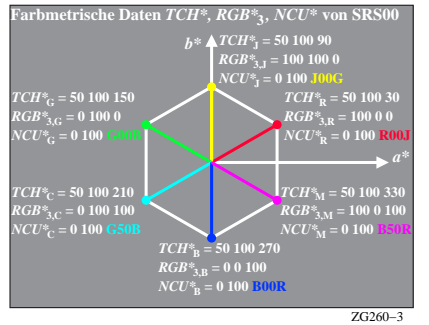 Farbmetrische Daten TCH*, RGB*3, NCU* von SRS00
b*
TCH*J = 50 100 90
RGB*3,J = 100 100 0
NCU*J = 0 100 J00G
TCH*G = 50 100 150
RGB*3,G = 0 100 0
NCU*G = 0 100 G00B
TCH*R = 50 100 30
RGB*3,R = 100 0 0
NCU*R = 0 100 R00J
a*
TCH*C = 50 100 210
RGB*3,C = 0 100 100
NCU*C = 0 100 G50B
TCH*M = 50 100 330
RGB*3,M = 100 0 100
NCU*M = 0 100 B50R
TCH*B = 50 100 270
RGB*3,B = 0 0 100
NCU*B = 0 100 B00R
ZG260-3